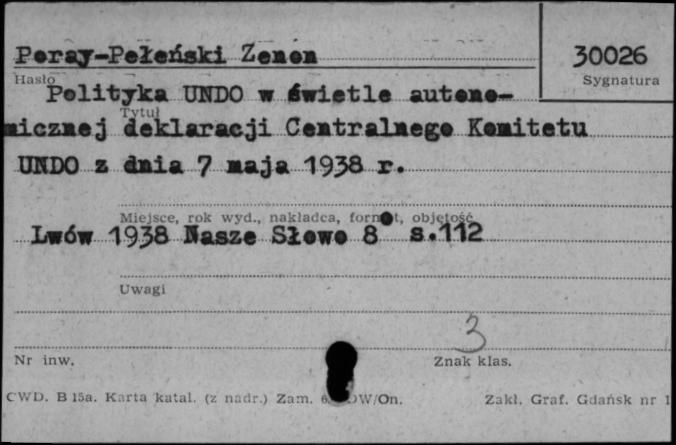 Poray-Pełeński Zenon 30026
Hasło Sygnatura
Polityka UNDO w świetle autono-
Tytuł
micznej deklaracji Centralnego Komitetu
UNDO z dnia 7 maja 1938 r.
Miejsce, rok wyd., nakładca, format, objętość
Lwów 1938 Nasze Słowo 8 s.112
Uwagi
3
Nr inw. Znak klas.
CWD. B 15a. Karta katal. (z nadr.) Zam. DW/On. Zakł. Graf. Gdańsk nr 1